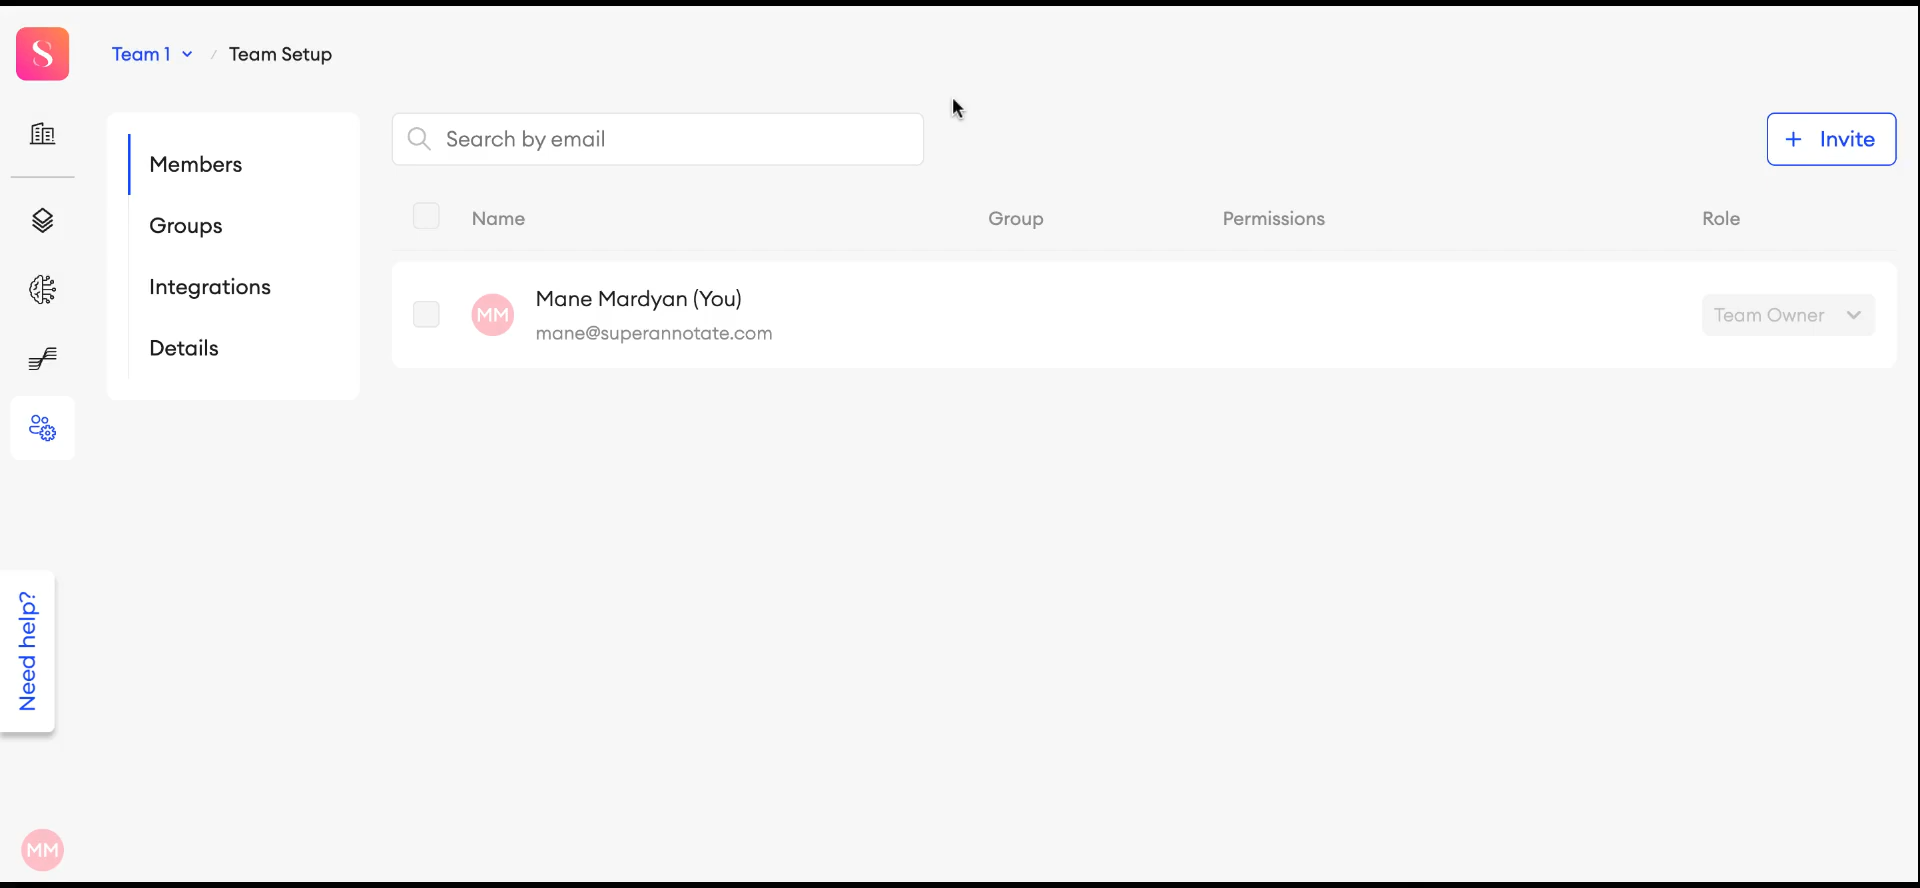 S
Team 1 / Team Setup
Members
Groups
Integrations
Details
Search by email
+ Invite
Name Group Permissions Role
MM
Mane Mardyan (You)
mane@superannotate.com
Team Owner
Need help?
MM